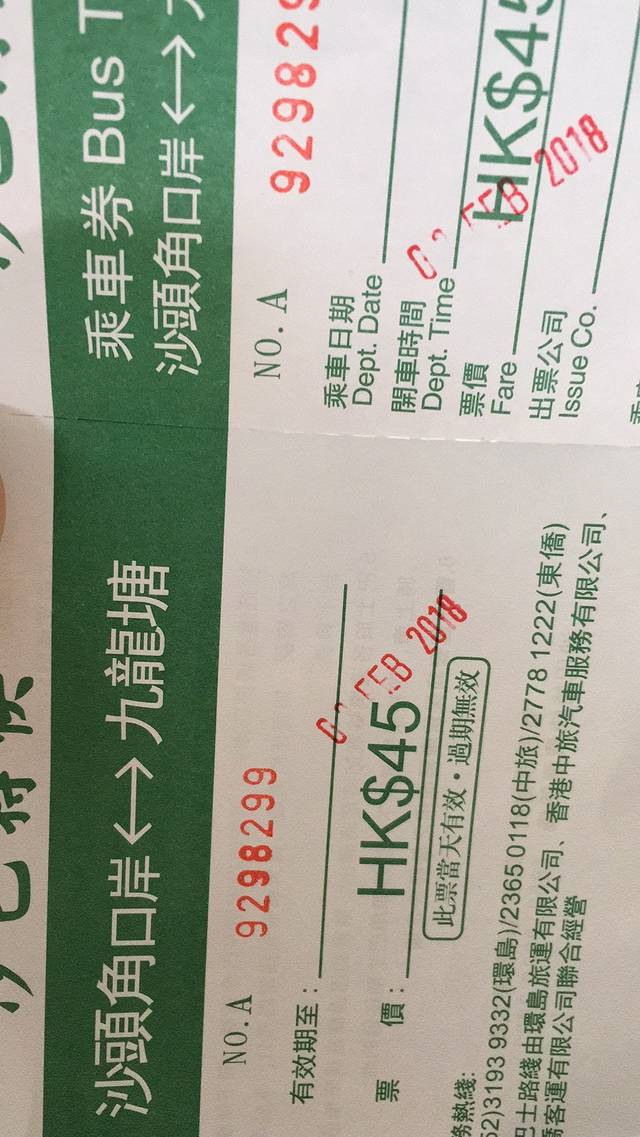 沙頭角口岸 ⟷ 九龍塘
NO.A 9298299
有效期至：
FEB 2018
票 價： HK$45
此票當天有效・過期無效
務熱綫:
3193 9332(環島)/2365 0118(中旅)/2778 1222(東僑)
巴士路綫由環島旅運有限公司、香港中旅汽車服務有限公司、
客運有限公司聯合經營
乘車券 Bus T
沙頭角口岸 ⟷
NO.A 92982
乘車日期
Dept. Date
開車時間
Dept. Time
FEB 2018
票價 HK$45
Fare
出票公司
Issue Co.